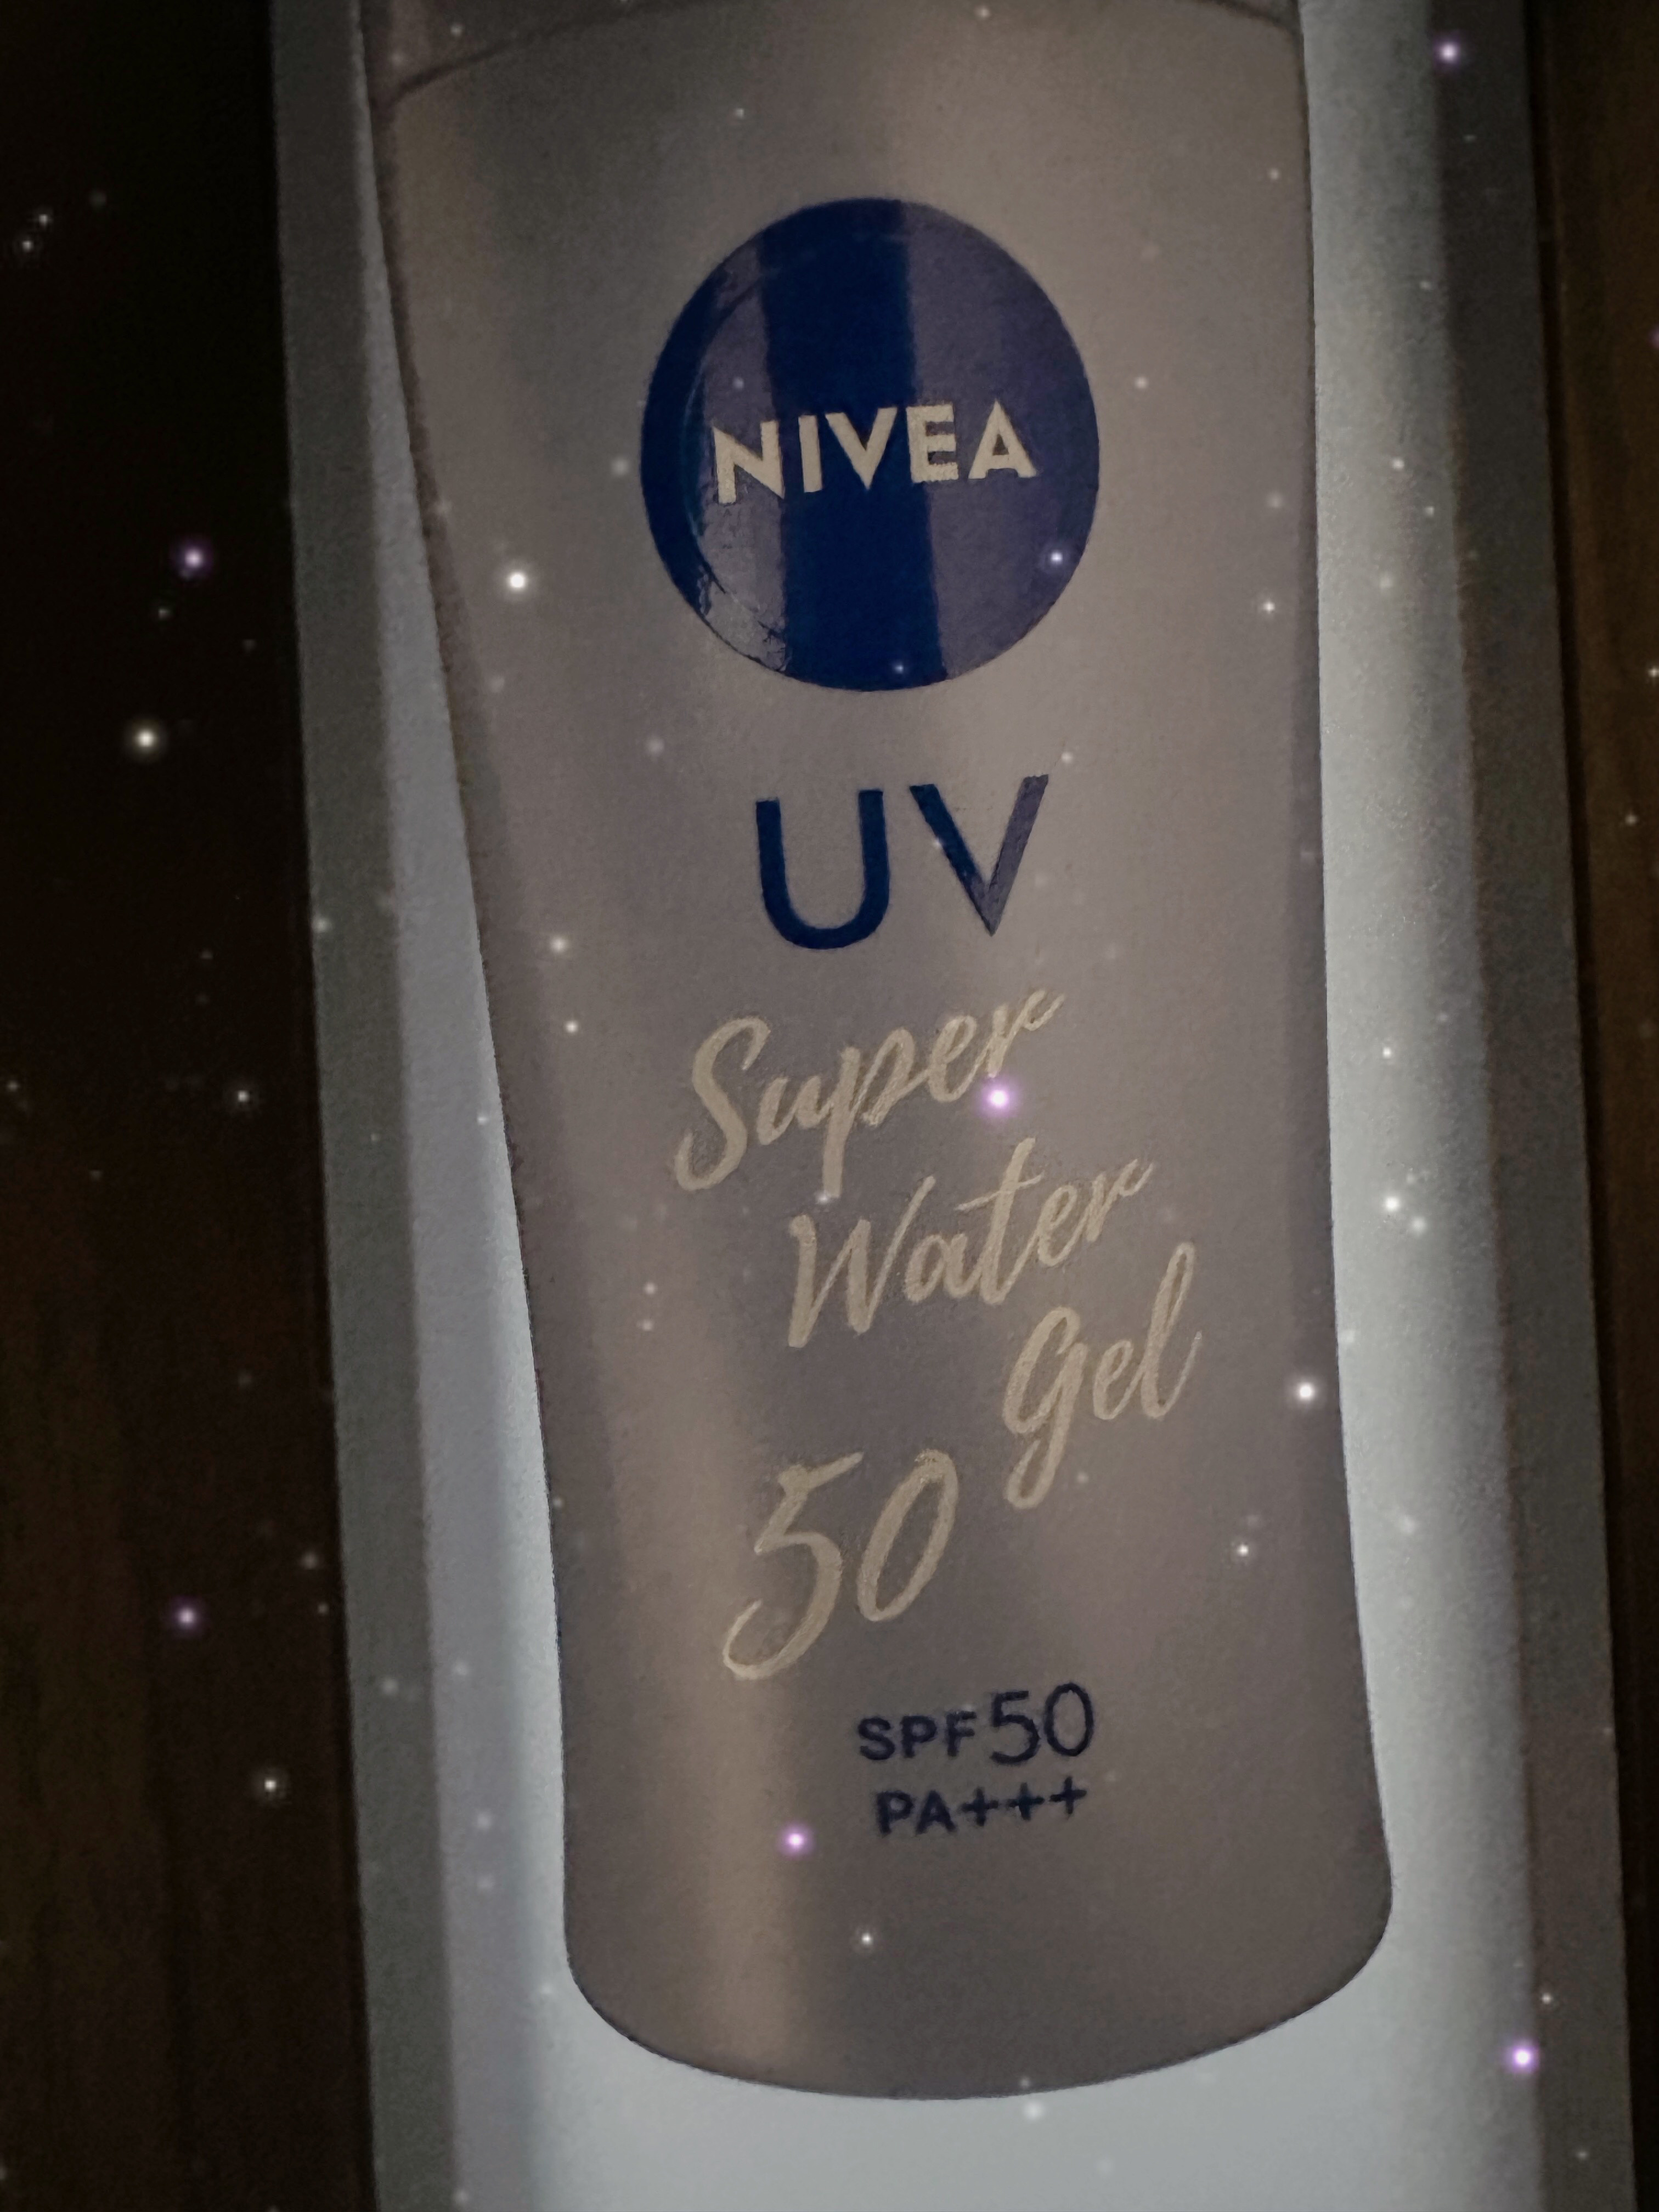 NIVEA
UV
Super
Water
Gel
50
SPF50
PA+++